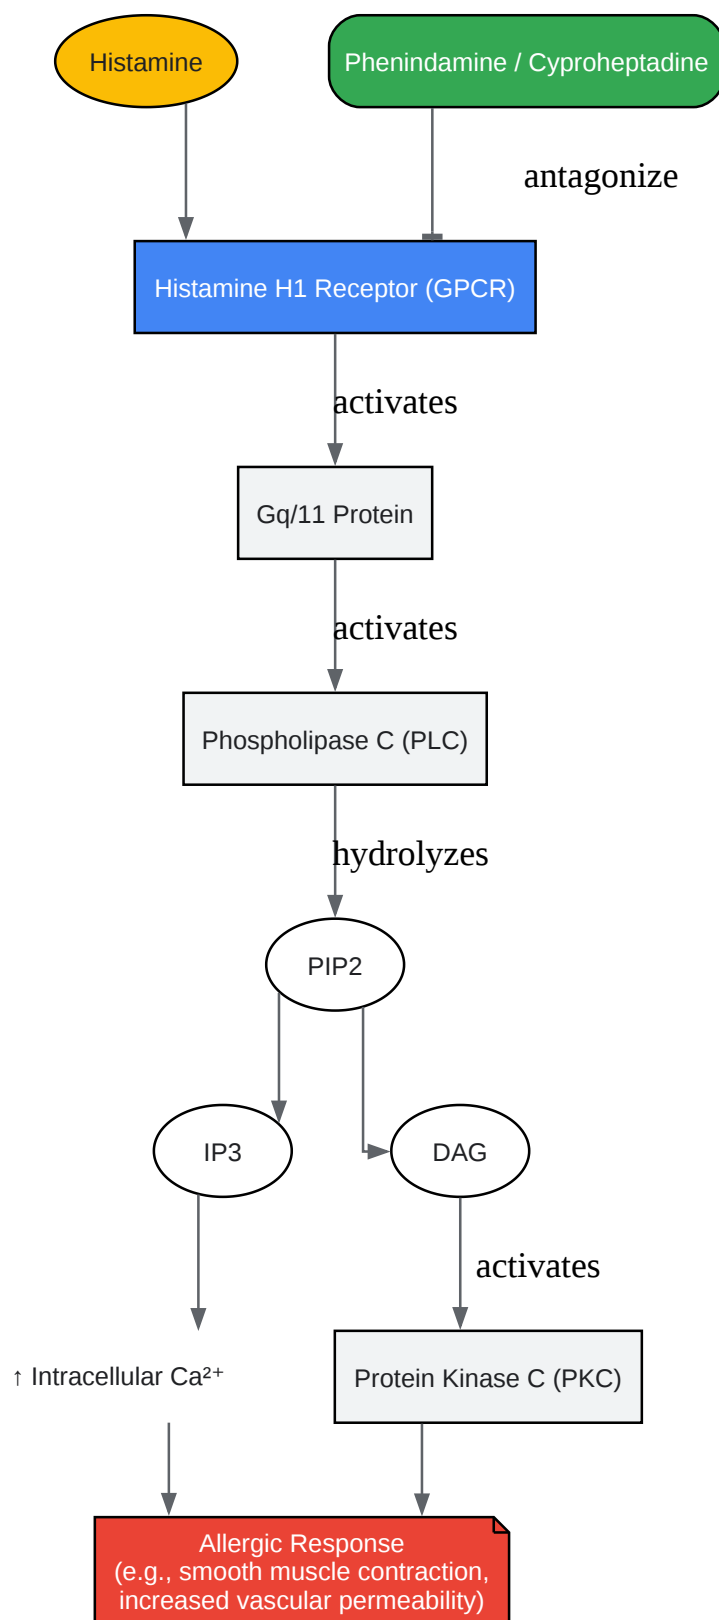 Histamine
Phenindamine / Cyproheptadine
antagonize
Histamine H1 Receptor (GPCR)
activates
Gq/11 Protein
activates
Phospholipase C (PLC)
hydrolyzes
PIP2
IP3
DAG
activates
↑ Intracellular Ca²⁺
Protein Kinase C (PKC)
Allergic Response
(e.g., smooth muscle contraction,
increased vascular permeability)